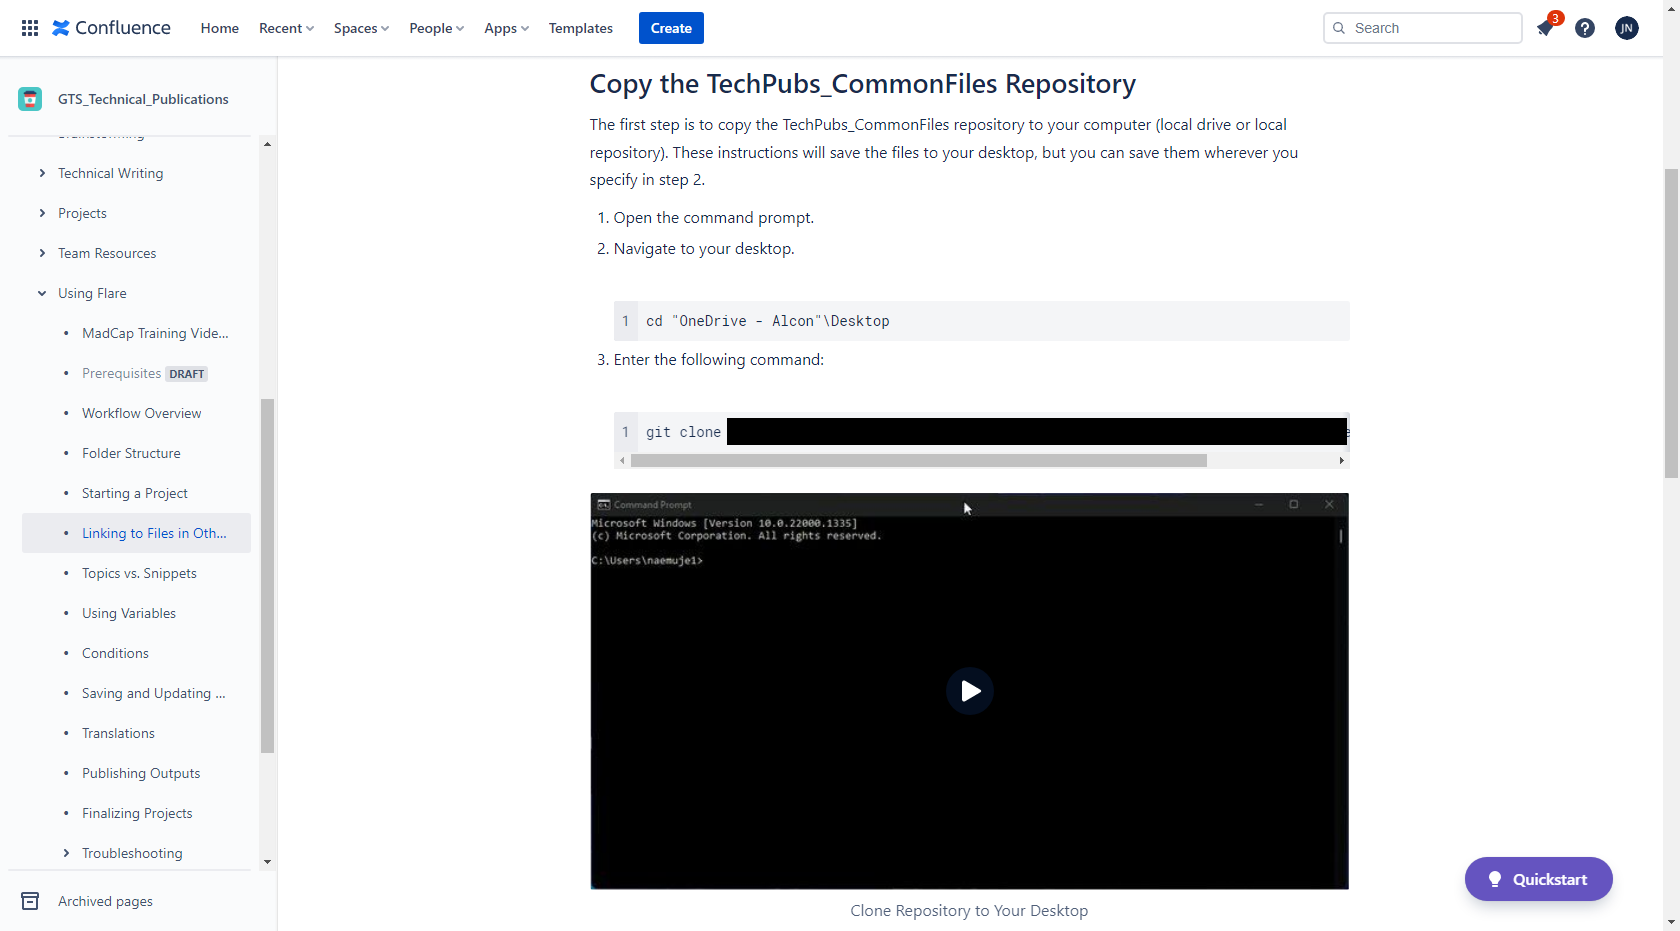 Confluence
Home
Recent
Spaces
People
Apps
Templates
Create
Search
3
JN
GTS_Technical_Publications
Brainstorming
Technical Writing
Projects
Team Resources
Using Flare
MadCap Training Vide...
Prerequisites DRAFT
Workflow Overview
Folder Structure
Starting a Project
Linking to Files in Oth...
Topics vs. Snippets
Using Variables
Conditions
Saving and Updating ...
Translations
Publishing Outputs
Finalizing Projects
Troubleshooting
Archived pages
Copy the TechPubs_CommonFiles Repository
The first step is to copy the TechPubs_CommonFiles repository to your computer (local drive or local
repository). These instructions will save the files to your desktop, but you can save them wherever you
specify in step 2.
1. Open the command prompt.
2. Navigate to your desktop.
1 cd "OneDrive - Alcon"\Desktop
3. Enter the following command:
1 git clone
Command Prompt
Microsoft Windows [Version 10.0.22000.1335]
(c) Microsoft Corporation. All rights reserved.
C:\Users\naemuje1>
Clone Repository to Your Desktop
Quickstart